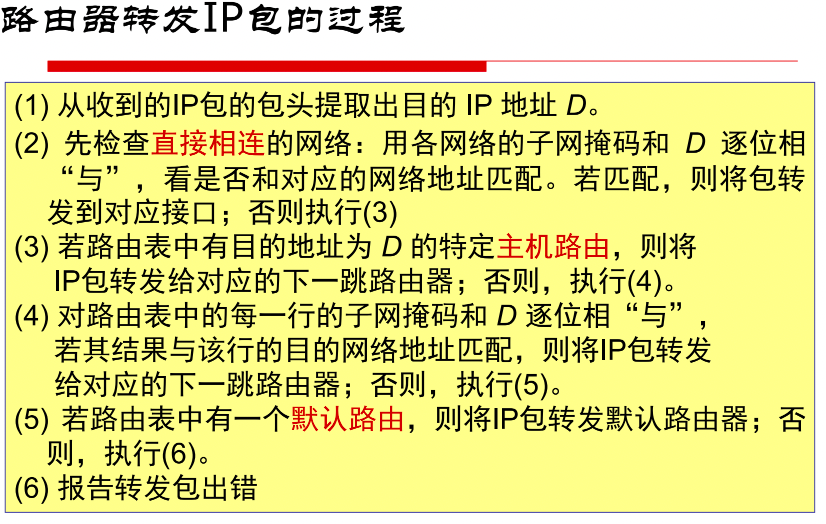 路由器转发IP包的过程
(1) 从收到的IP包的包头提取出目的 IP 地址 D。
(2) 先检查直接相连的网络：用各网络的子网掩码和 D 逐位相
“与”，看是否和对应的网络地址匹配。若匹配，则将包转
发到对应接口；否则执行(3)
(3) 若路由表中有目的地址为 D 的特定主机路由，则将
IP包转发给对应的下一跳路由器；否则，执行(4)。
(4) 对路由表中的每一行的子网掩码和 D 逐位相“与”，
若其结果与该行的目的网络地址匹配，则将IP包转发
给对应的下一跳路由器；否则，执行(5)。
(5) 若路由表中有一个默认路由，则将IP包转发默认路由器；否
则，执行(6)。
(6) 报告转发包出错